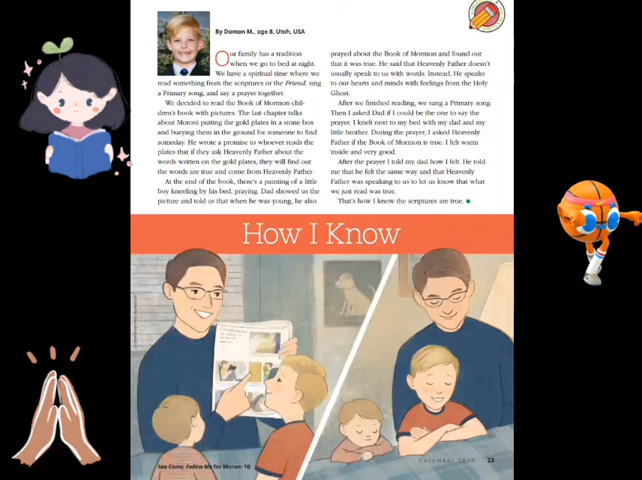 By Damon M., age 8, Utah, USA
Our family has a tradition
when we go to bed at night.
We have a spiritual time where we
read something from the scriptures or the Friend, sing
a Primary song, and say a prayer together.
We decided to read the Book of Mormon chil-
dren's book with pictures. The last chapter talks
about Moroni putting the gold plates in a stone box
and burying them in the ground for someone to find
someday. He wrote a promise to whoever reads the
plates that if they ask Heavenly Father about the
words written on the gold plates, they will find out
the words are true and come from Heavenly Father.
At the end of the book, there's a painting of a little
boy kneeling by his bed, praying. Dad showed us the
picture and told us that when he was young, he also
prayed about the Book of Mormon and found out
that it was true. He said that Heavenly Father doesn't
usually speak to us with words. Instead, He speaks
to our hearts and minds with feelings from the Holy
Ghost.
After we finished reading, we sang a Primary song.
Then I asked Dad if I could be the one to say the
prayer. I knelt next to my bed with my dad and my
little brother. During the prayer, I asked Heavenly
Father if the Book of Mormon is true. I felt warm
inside and very good.
After the prayer I told my dad how I felt. He told
me that he felt the same way and that Heavenly
Father was speaking to us to let us know that what
we just read was true.
That's how I know the scriptures are true.
How I Know
See Come, Follow Me for Moroni 10.
December 2020 23